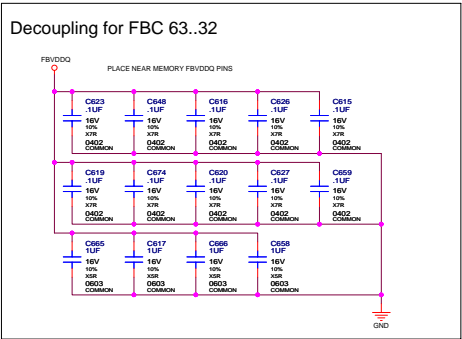 Decoupling for FBC 63..32
FBVDDQ
PLACE NEAR MEMORY FBVDDQ PINS
C623
.1UF
16V
10%
X7R
0402
COMMON
C648
.1UF
16V
10%
X7R
0402
COMMON
C616
.1UF
16V
10%
X7R
0402
COMMON
C626
.1UF
16V
10%
X7R
0402
COMMON
C615
.1UF
16V
10%
X7R
0402
COMMON
C619
.1UF
16V
10%
X7R
0402
COMMON
C674
.1UF
16V
10%
X7R
0402
COMMON
C620
.1UF
16V
10%
X7R
0402
COMMON
C627
.1UF
16V
10%
X7R
0402
COMMON
C659
.1UF
16V
10%
X7R
0402
COMMON
C665
1UF
16V
10%
X5R
0603
COMMON
C617
1UF
16V
10%
X5R
0603
COMMON
C666
1UF
16V
10%
X5R
0603
COMMON
C658
1UF
16V
10%
X5R
0603
COMMON
GND